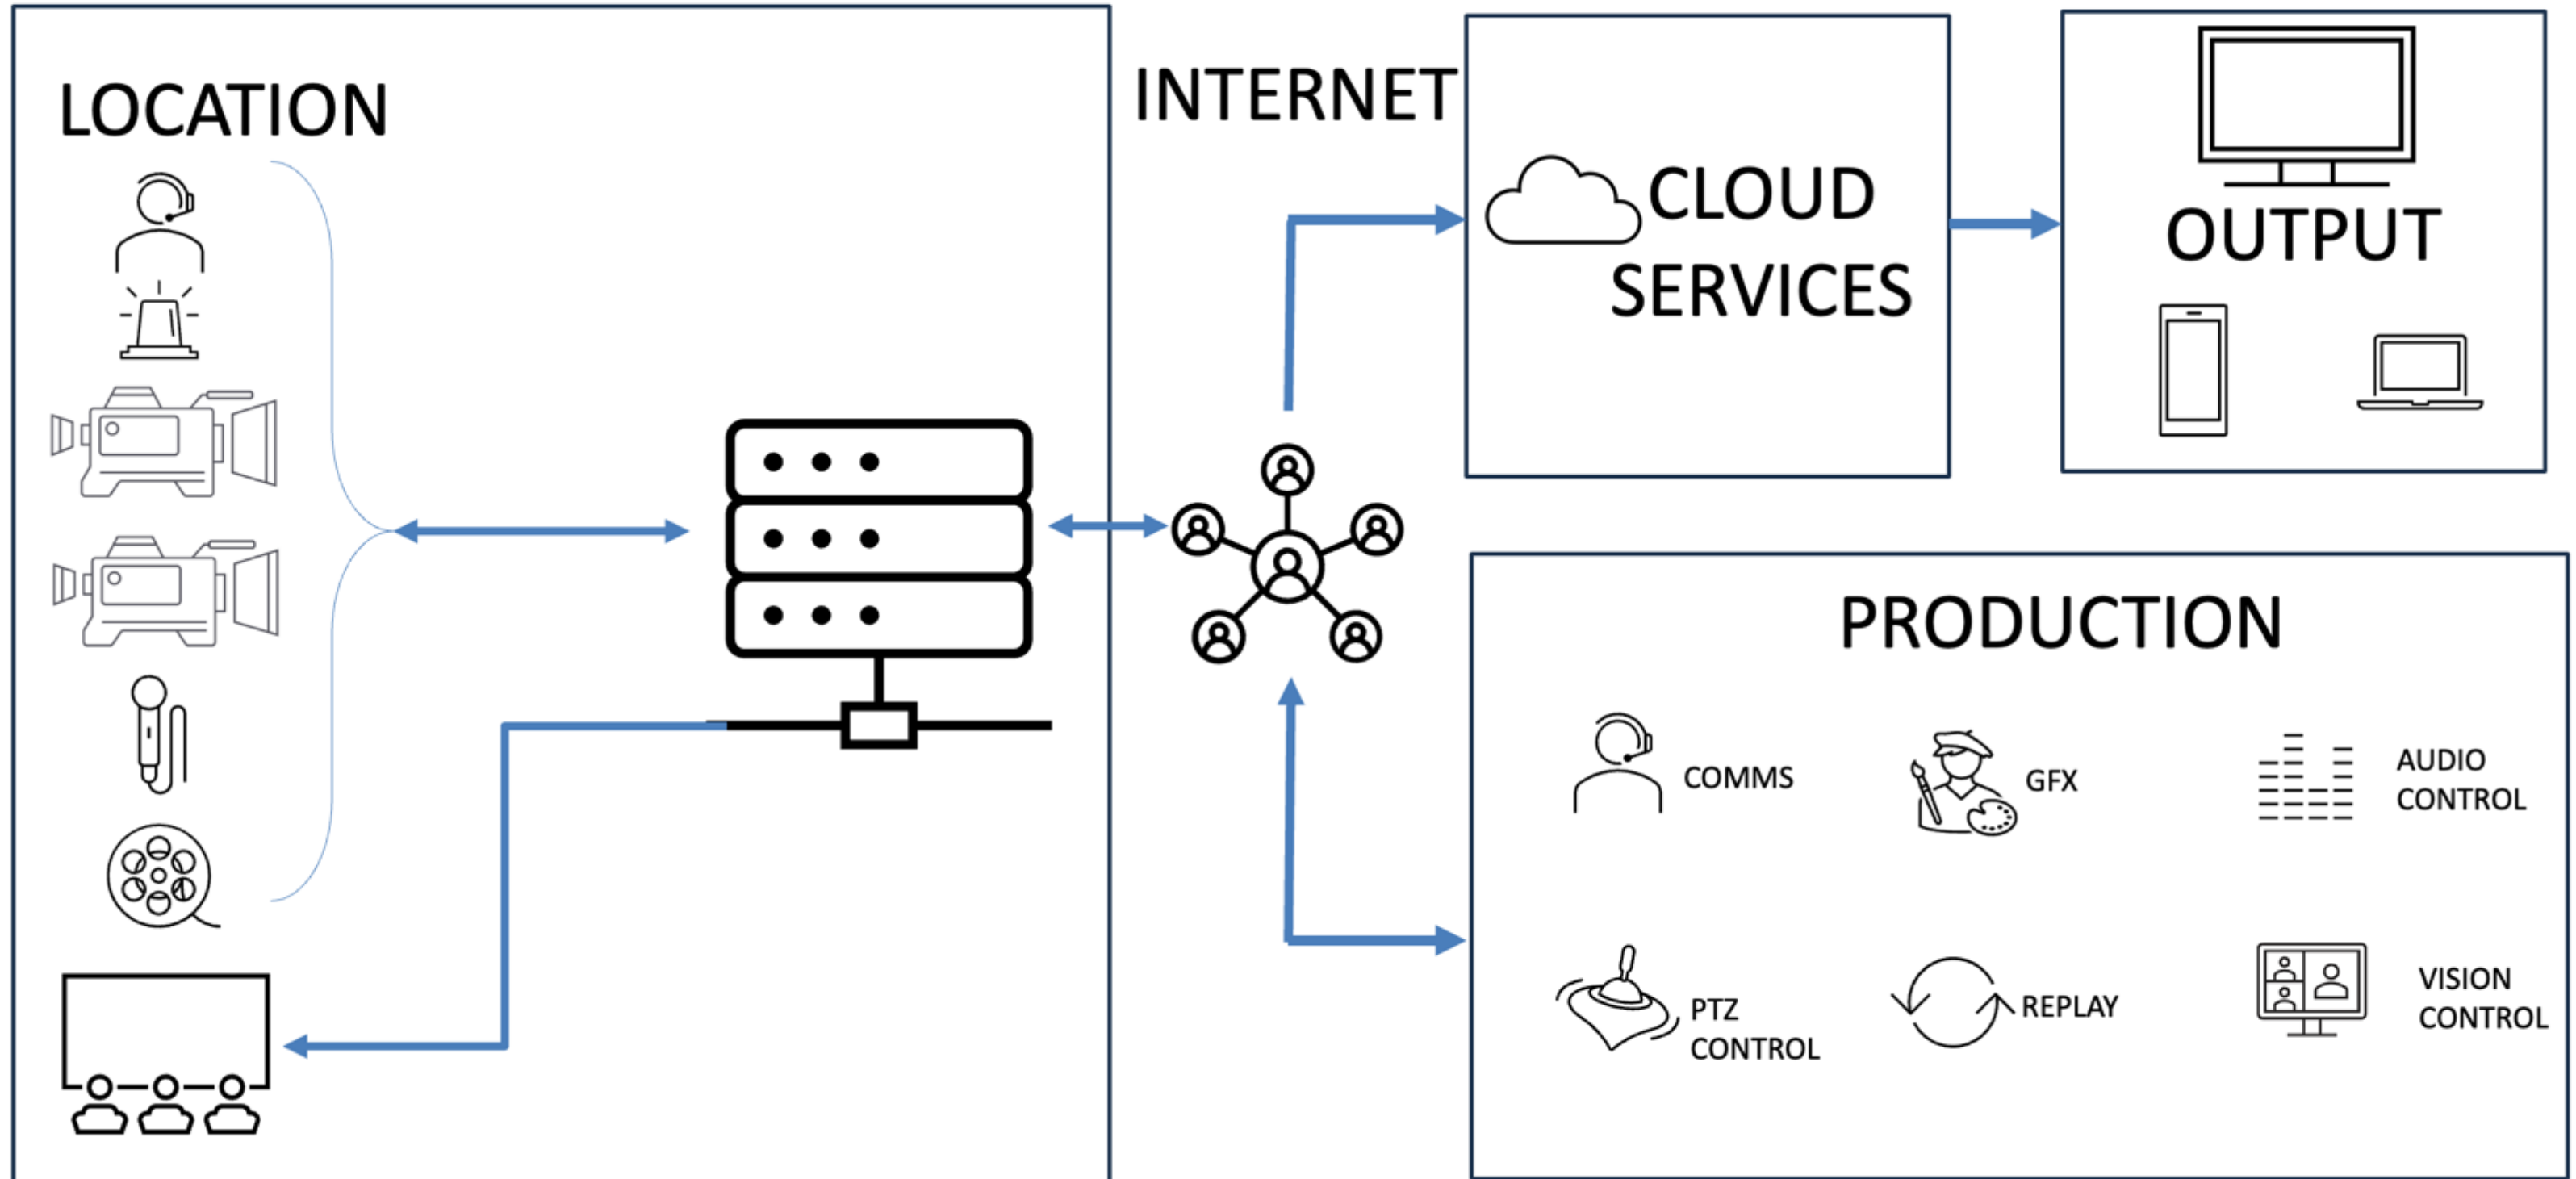 LOCATION
INTERNET
CLOUD
SERVICES
OUTPUT
PRODUCTION
COMMS
GFX
AUDIO
CONTROL
PTZ
CONTROL
REPLAY
VISION
CONTROL